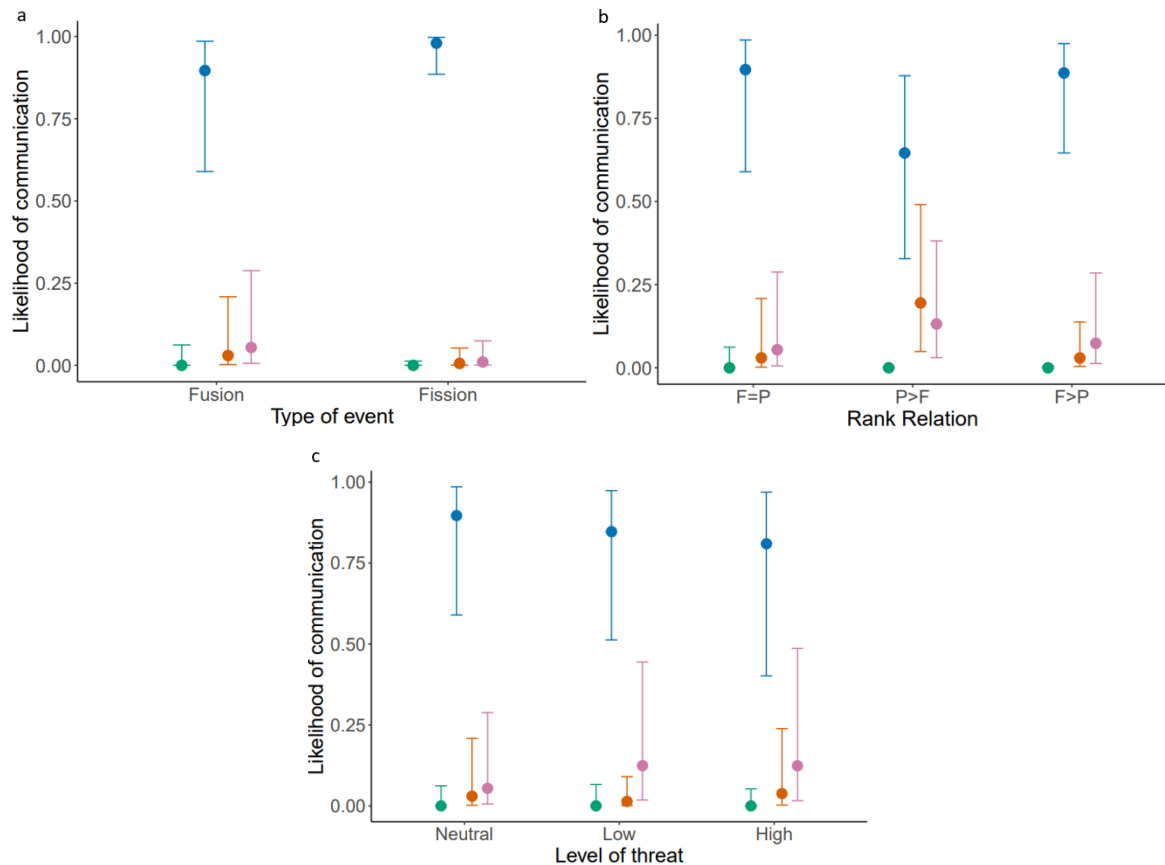 a
Likelihood of communication
1.00
0.75
0.50
0.25
0.00
Fusion Fission
Type of event
b
Likelihood of communication
1.00
0.75
0.50
0.25
0.00
F=P P>F F>P
Rank Relation
c
Likelihood of communication
1.00
0.75
0.50
0.25
0.00
Neutral Low High
Level of threat